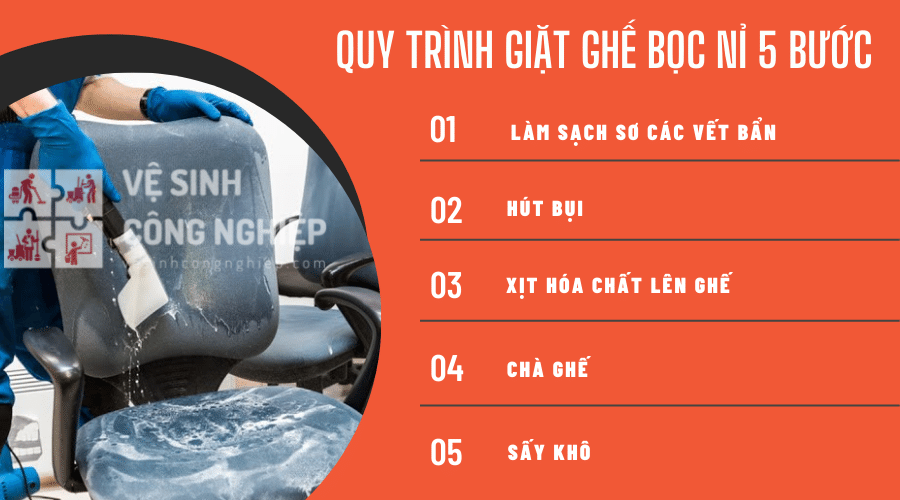 QUY TRÌNH GIẶT GHẾ BỌC NỈ 5 BƯỚC
01 LÀM SẠCH SƠ CÁC VẾT BẨN
02 HÚT BỤI
03 XỊT HÓA CHẤT LÊN GHẾ
04 CHÀ GHẾ
05 SẤY KHÔ
VỆ SINH
CÔNG NGHIỆP